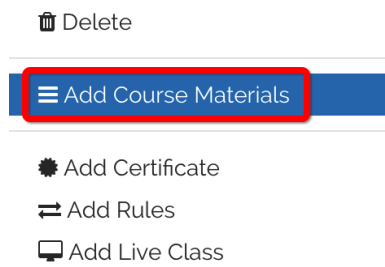 Delete
Add Course Materials
Add Certificate
Add Rules
Add Live Class